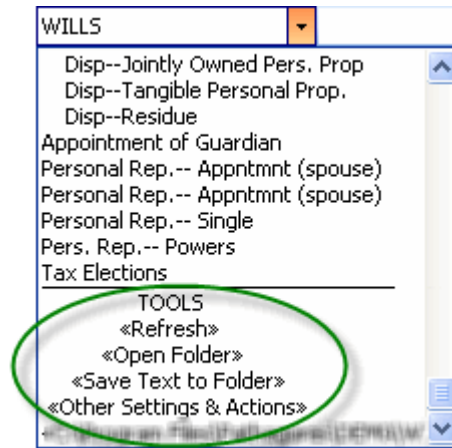 WILLS
Disp--Jointly Owned Pers. Prop
Disp--Tangible Personal Prop.
Disp--Residue
Appointment of Guardian
Personal Rep.-- Appntmnt (spouse)
Personal Rep.-- Appntmnt (spouse)
Personal Rep.-- Single
Pers. Rep.-- Powers
Tax Elections
TOOLS
«Refresh»
«Open Folder»
«Save Text to Folder»
«Other Settings & Actions»